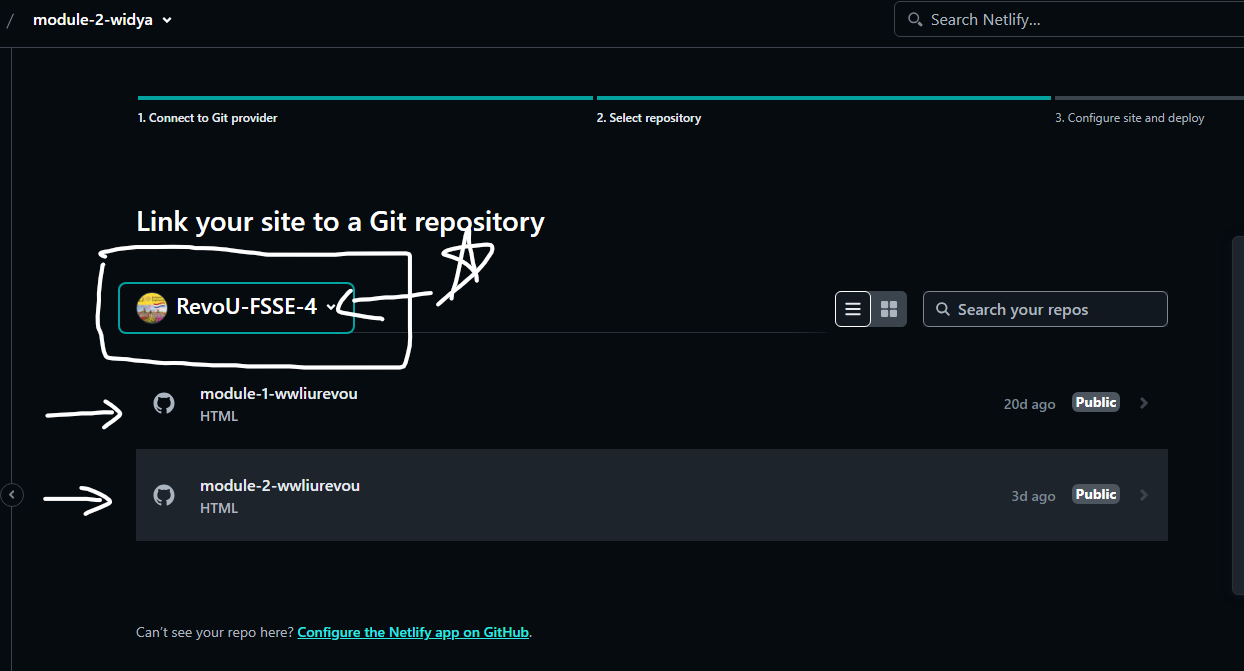 / module-2-widya
Search Netlify...
1. Connect to Git provider
2. Select repository
3. Configure site and deploy
Link your site to a Git repository
RevoU-FSSE-4
Search your repos
module-1-wwliurevou
HTML
20d ago
Public
module-2-wwliurevou
HTML
3d ago
Public
Can't see your repo here? Configure the Netlify app on GitHub.